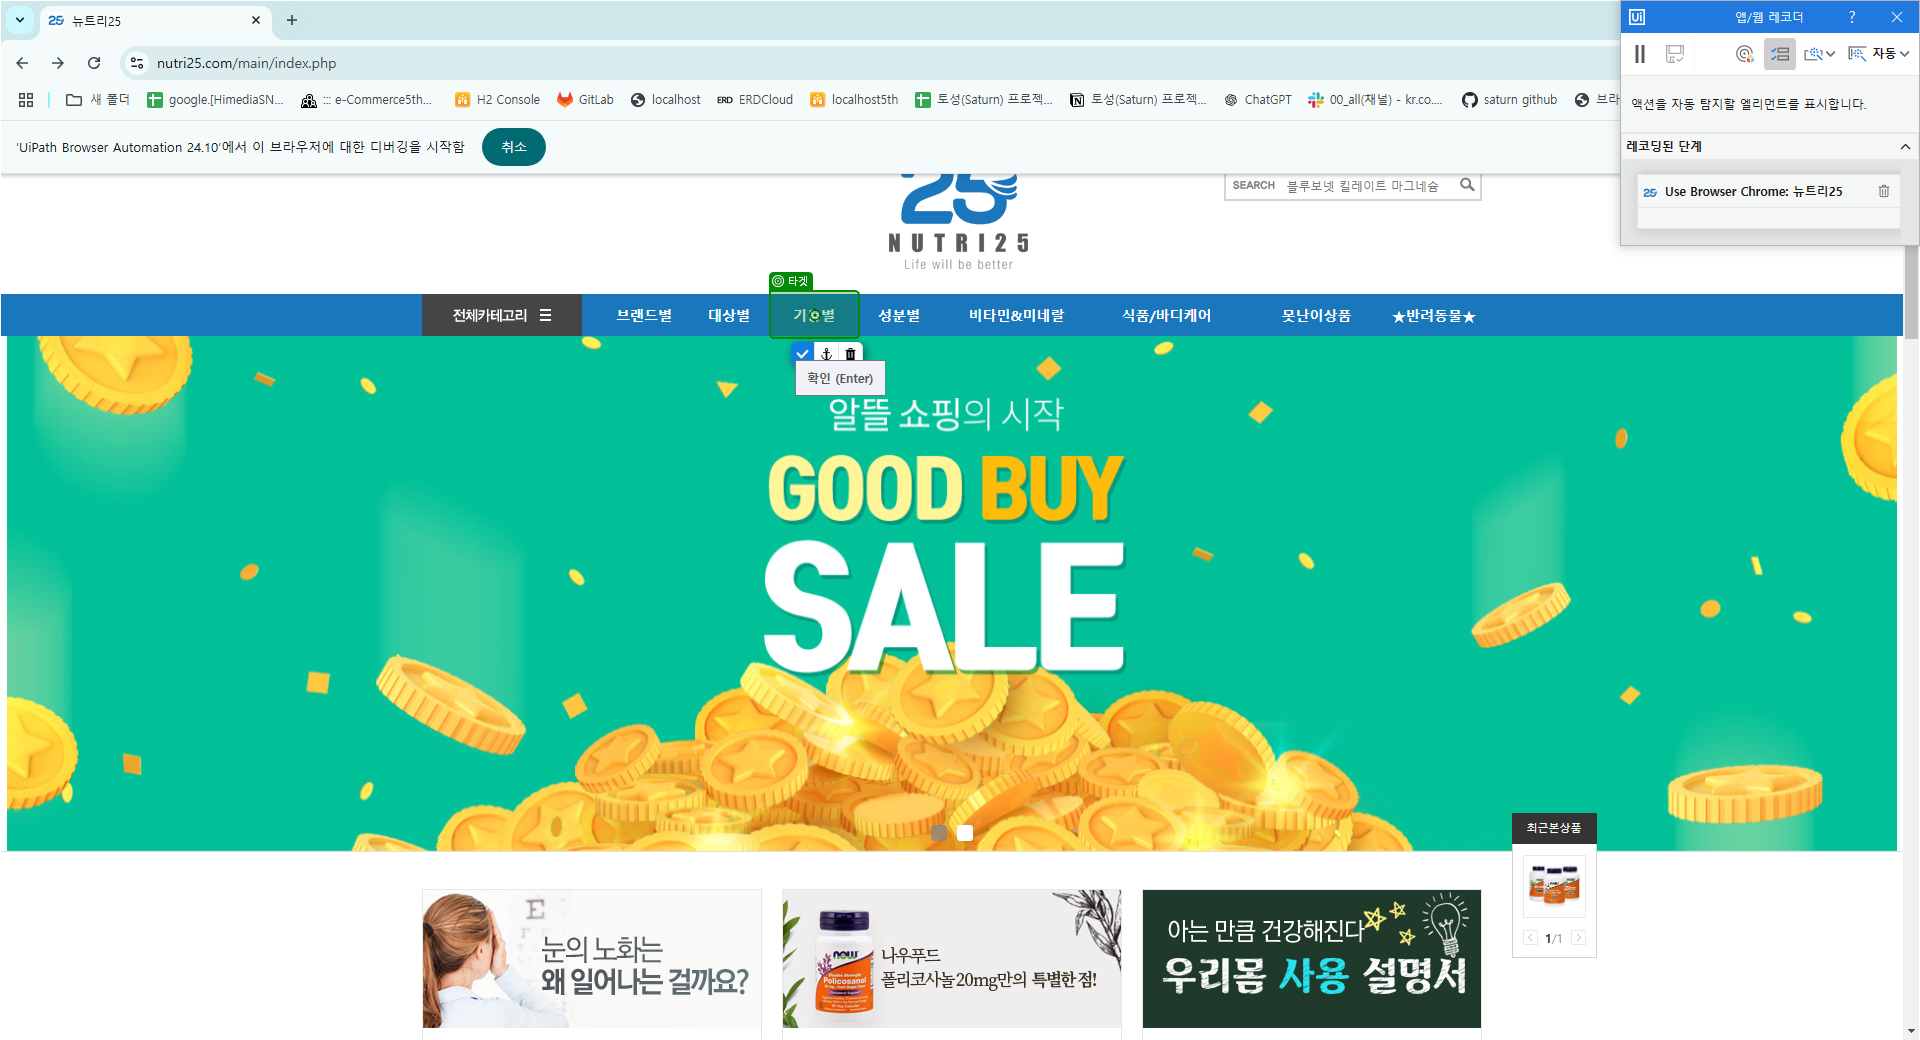 뉴트리25
nutri25.com/main/index.php
새 폴더
google.[HimediaSN...
::: e-Commerce5th...
H2 Console
GitLab
localhost
ERD ERDCloud
localhost5th
토성(Saturn) 프로젝...
토성(Saturn) 프로젝...
ChatGPT
00_all(채널) - kr.co....
saturn github
브라
'UiPath Browser Automation 24.10'에서 이 브라우저에 대한 디버깅을 시작함
취소
Ui
앱/웹 레코더
?
자동
액션을 자동 탐지할 엘리먼트를 표시합니다.
레코딩된 단계
25 Use Browser Chrome: 뉴트리25
25
NUTRI25
Life will be better
SEARCH 블루보넷 킬레이트 마그네슘
타겟
전체카테고리
브랜드별
대상별
기능별
성분별
비타민&미네랄
식품/바디케어
못난이상품
★반려동물★
확인 (Enter)
알뜰 쇼핑의 시작
GOOD BUY
SALE
최근본상품
1/1
E
눈의 노화는
왜 일어나는 걸까요?
now
Double Strength
Policosanol
나우푸드
폴리코사놀20mg만의 특별한 점!
아는 만큼 건강해진다
우리몸 사용 설명서